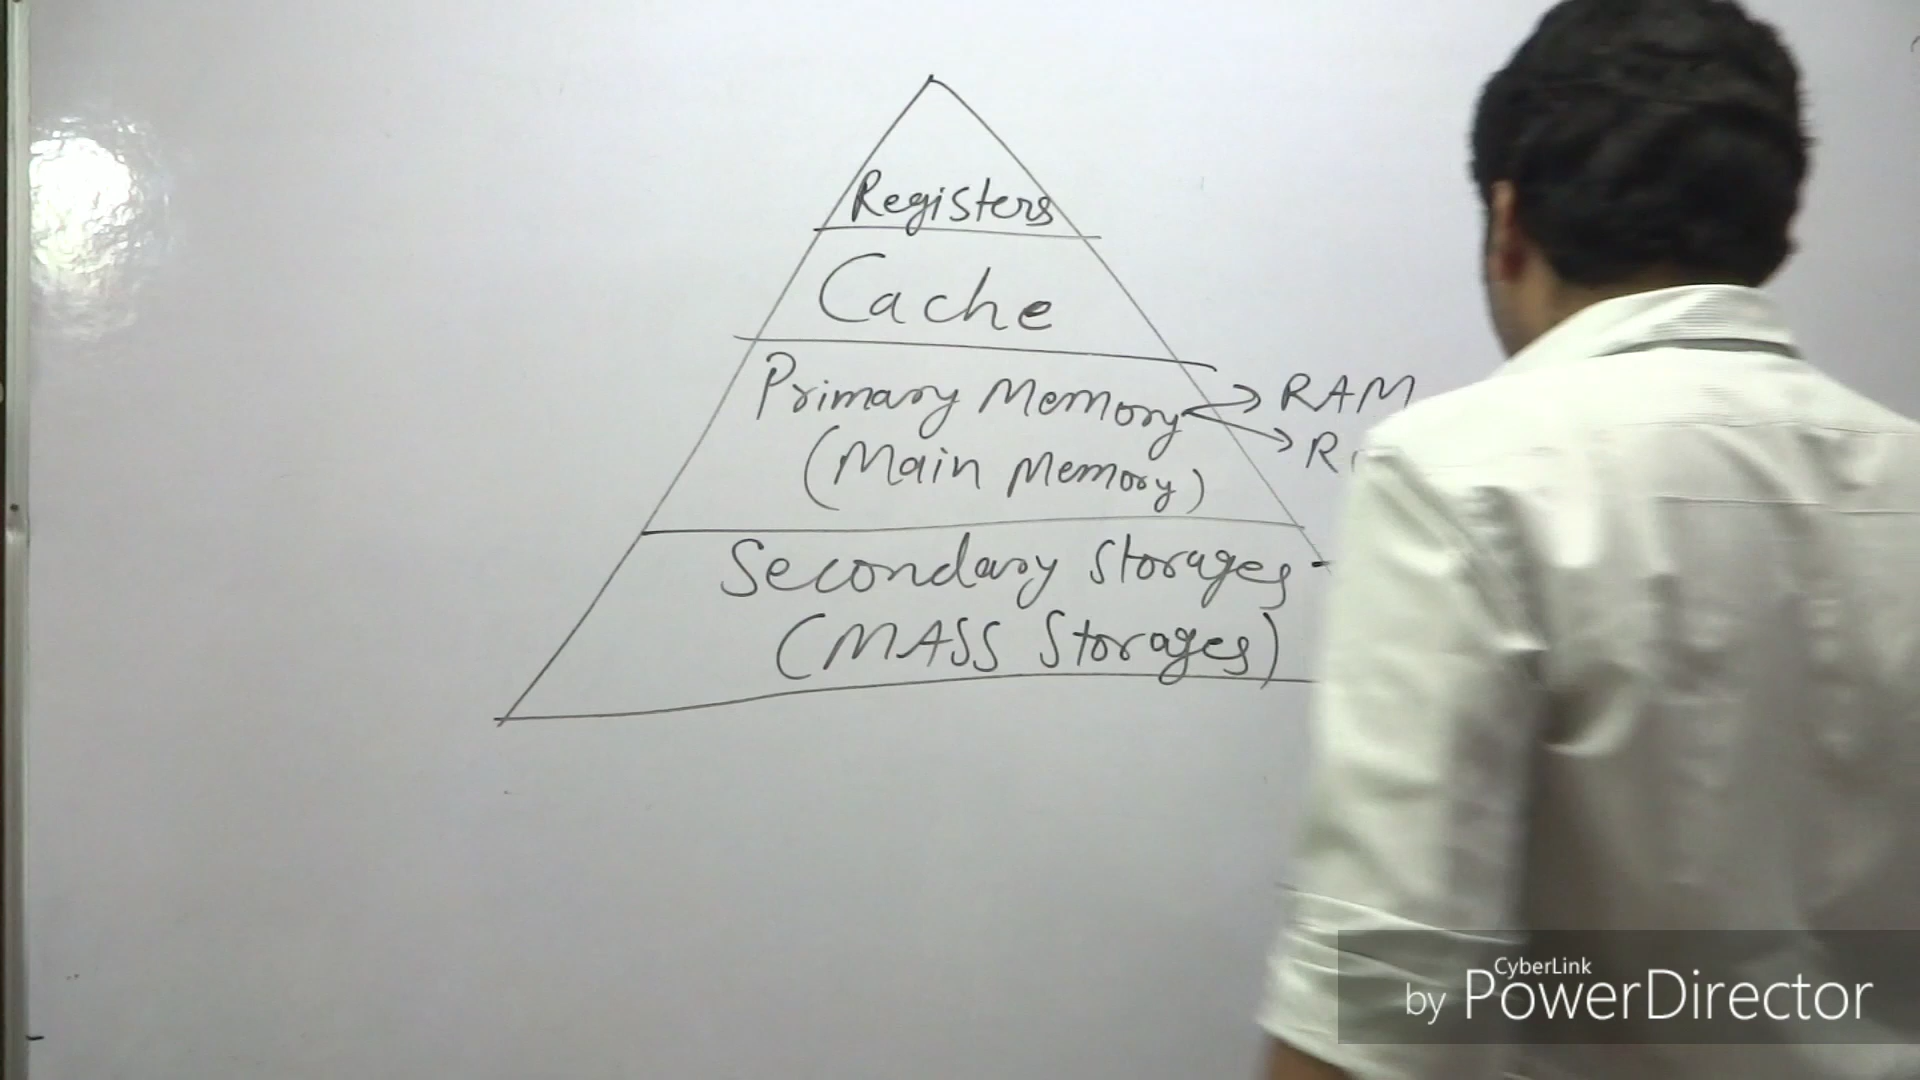 Registers
Cache
Primary Memory
RAM
(Main Memory)
Secondary Storages
(MASS Storages)
CyberLink
by PowerDirector